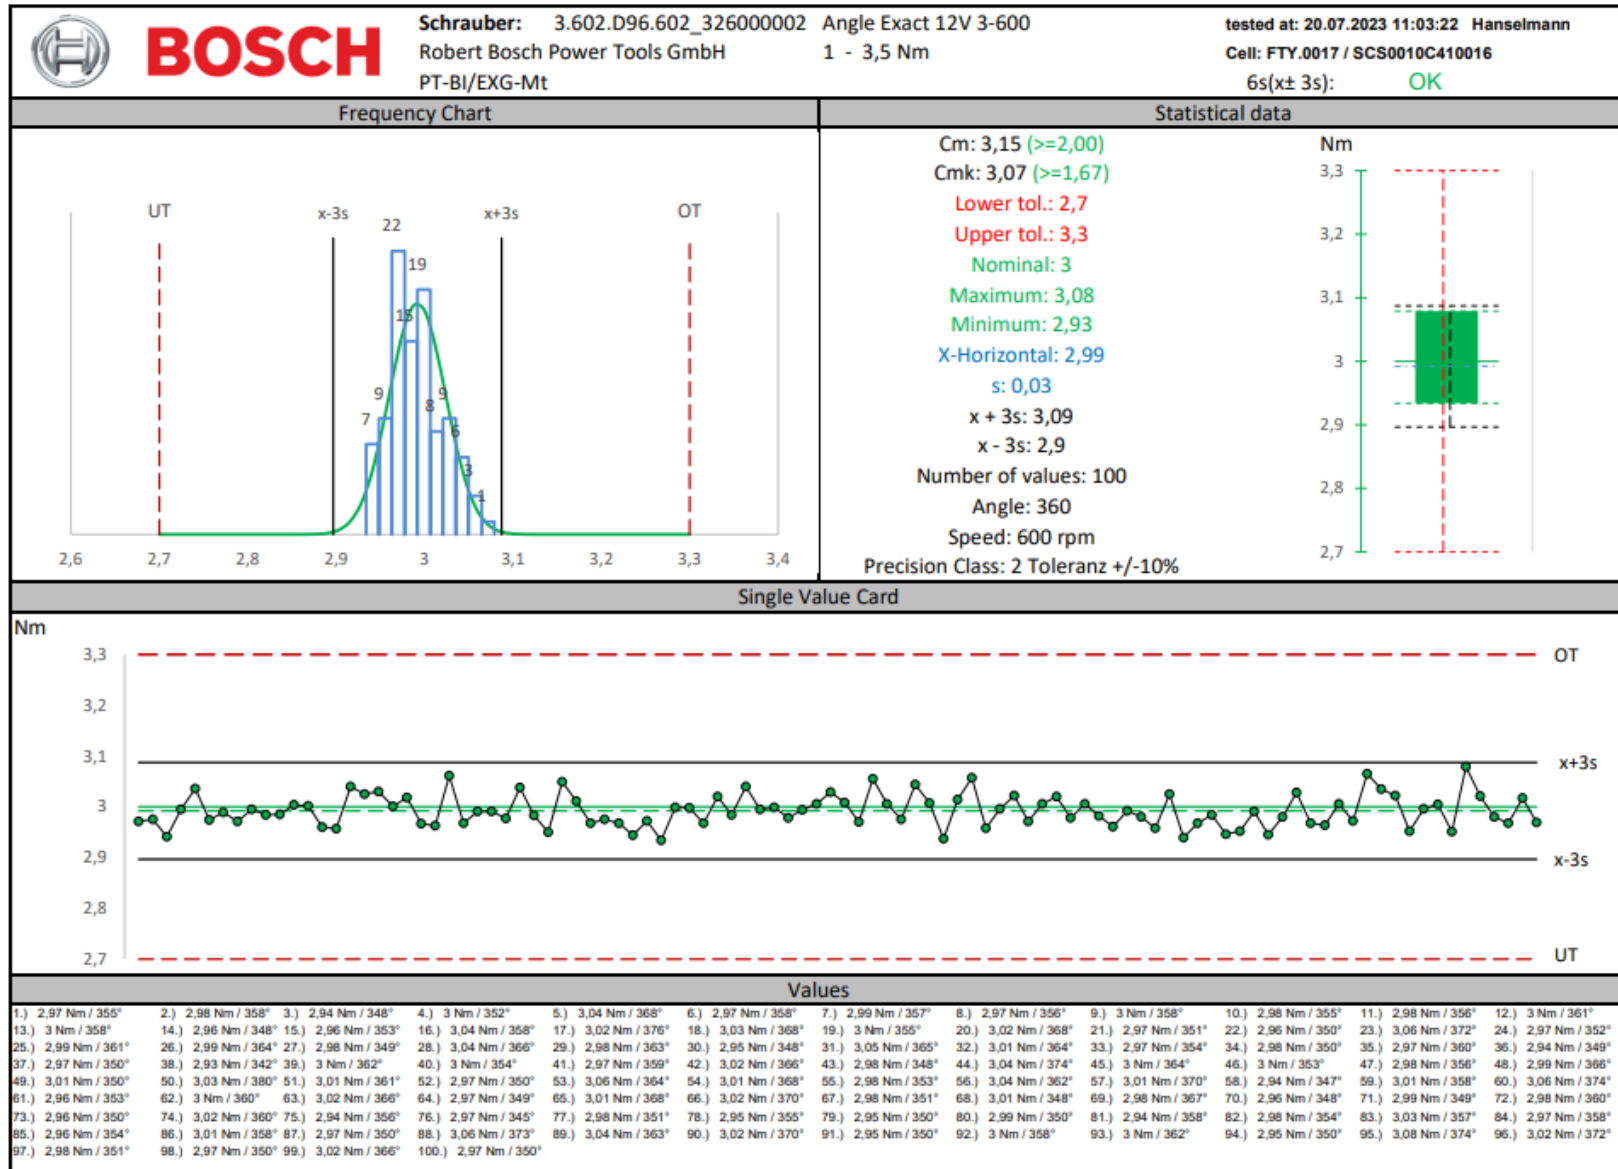 BOSCH
Schrauber: 3.602.D96.602_326000002 Angle Exact 12V 3-600
Robert Bosch Power Tools GmbH 1 - 3,5 Nm
PT-BI/EXG-Mt
tested at: 20.07.2023 11:03:22 Hanselmann
Cell: FTY.0017 / SCS0010C410016
6s(x± 3s): OK
Frequency Chart
UT x-3s x+3s OT
22
19
15
9 9
7 8
6
3
1
2,6 2,7 2,8 2,9 3 3,1 3,2 3,3 3,4
Statistical data
Cm: 3,15 (>=2,00)
Cmk: 3,07 (>=1,67)
Lower tol.: 2,7
Upper tol.: 3,3
Nominal: 3
Maximum: 3,08
Minimum: 2,93
X-Horizontal: 2,99
s: 0,03
x + 3s: 3,09
x - 3s: 2,9
Number of values: 100
Angle: 360
Speed: 600 rpm
Precision Class: 2 Toleranz +/-10%
Nm
3,3
3,2
3,1
3
2,9
2,8
2,7
Single Value Card
Nm
3,3 OT
3,2
3,1 x+3s
3
2,9 x-3s
2,8
2,7 UT
Values
1.) 2,97 Nm / 355° 2.) 2,98 Nm / 358° 3.) 2,94 Nm / 348° 4.) 3 Nm / 352° 5.) 3,04 Nm / 368° 6.) 2,97 Nm / 358° 7.) 2,99 Nm / 357° 8.) 2,97 Nm / 356° 9.) 3 Nm / 358° 10.) 2,98 Nm / 355° 11.) 2,98 Nm / 356° 12.) 3 Nm / 361°
13.) 3 Nm / 358° 14.) 2,96 Nm / 348° 15.) 2,96 Nm / 353° 16.) 3,04 Nm / 358° 17.) 3,02 Nm / 376° 18.) 3,03 Nm / 368° 19.) 3 Nm / 355° 20.) 3,02 Nm / 368° 21.) 2,97 Nm / 351° 22.) 2,96 Nm / 350° 23.) 3,06 Nm / 372° 24.) 2,97 Nm / 352°
25.) 2,99 Nm / 361° 26.) 2,99 Nm / 364° 27.) 2,98 Nm / 349° 28.) 3,04 Nm / 366° 29.) 2,98 Nm / 363° 30.) 2,95 Nm / 348° 31.) 3,05 Nm / 365° 32.) 3,01 Nm / 364° 33.) 2,97 Nm / 354° 34.) 2,98 Nm / 350° 35.) 2,97 Nm / 360° 36.) 2,94 Nm / 349°
37.) 2,97 Nm / 350° 38.) 2,93 Nm / 342° 39.) 3 Nm / 362° 40.) 3 Nm / 354° 41.) 2,97 Nm / 359° 42.) 3,02 Nm / 366° 43.) 2,98 Nm / 348° 44.) 3,04 Nm / 374° 45.) 3 Nm / 364° 46.) 3 Nm / 353° 47.) 2,98 Nm / 356° 48.) 2,99 Nm / 366°
49.) 3,01 Nm / 350° 50.) 3,03 Nm / 380° 51.) 3,01 Nm / 361° 52.) 2,97 Nm / 350° 53.) 3,06 Nm / 364° 54.) 3,01 Nm / 368° 55.) 2,98 Nm / 353° 56.) 3,04 Nm / 362° 57.) 3,01 Nm / 370° 58.) 2,94 Nm / 347° 59.) 3,01 Nm / 358° 60.) 3,06 Nm / 374°
61.) 2,96 Nm / 353° 62.) 3 Nm / 360° 63.) 3,02 Nm / 366° 64.) 2,97 Nm / 349° 65.) 3,01 Nm / 368° 66.) 3,02 Nm / 370° 67.) 2,98 Nm / 351° 68.) 3,01 Nm / 348° 69.) 2,98 Nm / 367° 70.) 2,96 Nm / 348° 71.) 2,99 Nm / 349° 72.) 2,98 Nm / 360°
73.) 2,96 Nm / 350° 74.) 3,02 Nm / 360° 75.) 2,94 Nm / 356° 76.) 2,97 Nm / 345° 77.) 2,98 Nm / 351° 78.) 2,95 Nm / 355° 79.) 2,95 Nm / 350° 80.) 2,99 Nm / 350° 81.) 2,94 Nm / 358° 82.) 2,98 Nm / 354° 83.) 3,03 Nm / 357° 84.) 2,97 Nm / 358°
85.) 2,96 Nm / 354° 86.) 3,01 Nm / 358° 87.) 2,97 Nm / 350° 88.) 3,06 Nm / 373° 89.) 3,04 Nm / 363° 90.) 3,02 Nm / 370° 91.) 2,95 Nm / 350° 92.) 3 Nm / 358° 93.) 3 Nm / 362° 94.) 2,95 Nm / 350° 95.) 3,08 Nm / 374° 96.) 3,02 Nm / 372°
97.) 2,98 Nm / 351° 98.) 2,97 Nm / 350° 99.) 3,02 Nm / 366° 100.) 2,97 Nm / 350°